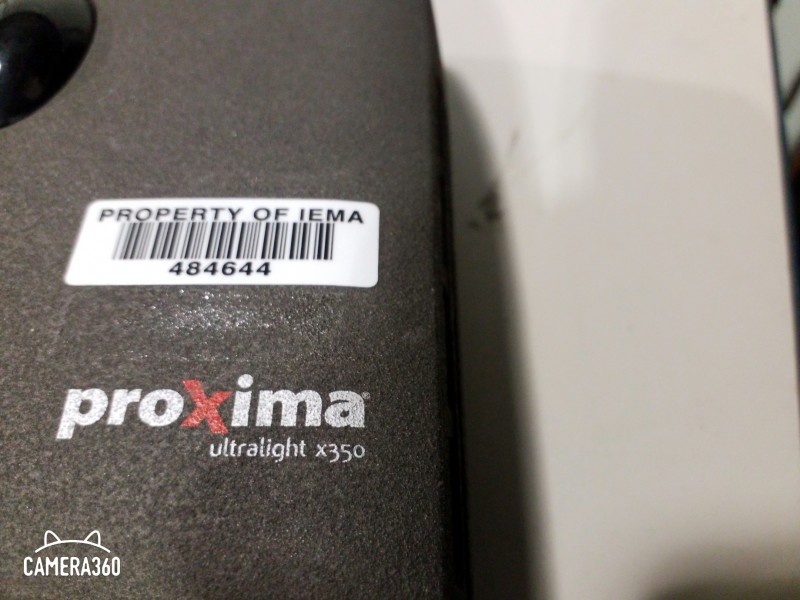 PROPERTY OF IEMA
484644
proxima®
ultralight x350
CAMERA360